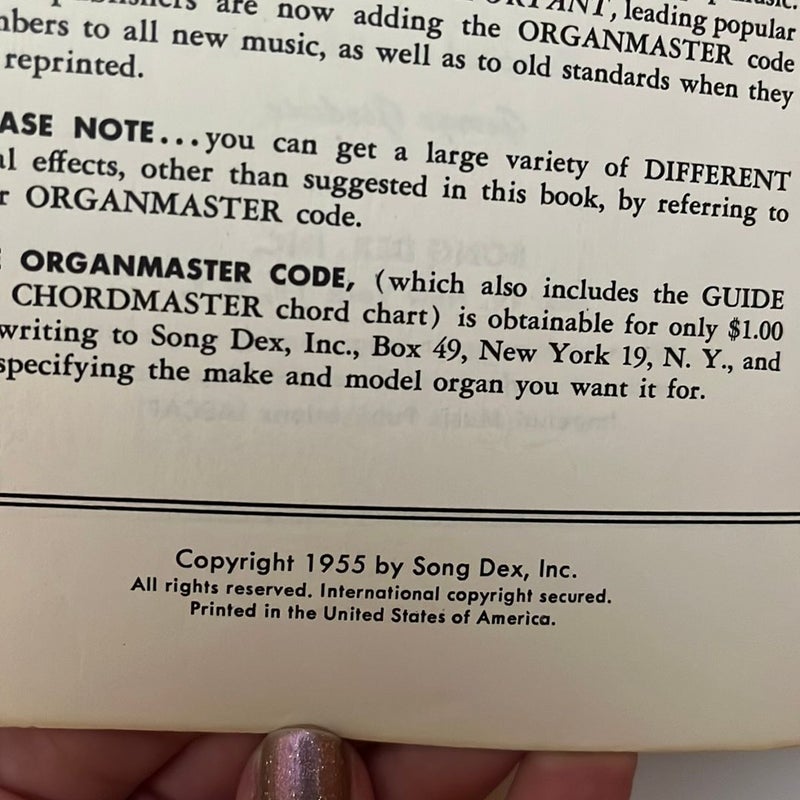 are now adding the ORGANMASTER code
to all new music, as well as to old standards when they
reprinted.
NOTE...you can get a large variety of DIFFERENT
effects, other than suggested in this book, by referring to
ORGANMASTER code.
ORGANMASTER CODE, (which also includes the GUIDE
CHORDMASTER chord chart) is obtainable for only $1.00
writing to Song Dex, Inc., Box 49, New York 19, N. Y., and
specifying the make and model organ you want it for.
Copyright 1955 by Song Dex, Inc.
All rights reserved. International copyright secured.
Printed in the United States of America.